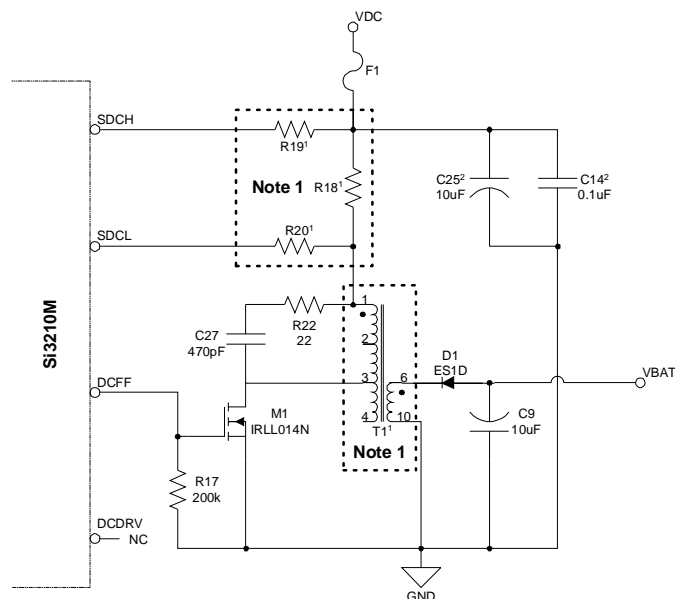 VDC
F1
SDCH
R19¹
R18¹
Note 1
C25²
10uF
C14²
0.1uF
SDCL
R20¹
Si3210M
1
R22
22
C27
470pF
2
D1
ES1D
VBAT
DCFF
3
6
M1
IRLL014N
4
10
T1¹
C9
10uF
Note 1
R17
200k
DCDRV
NC
GND